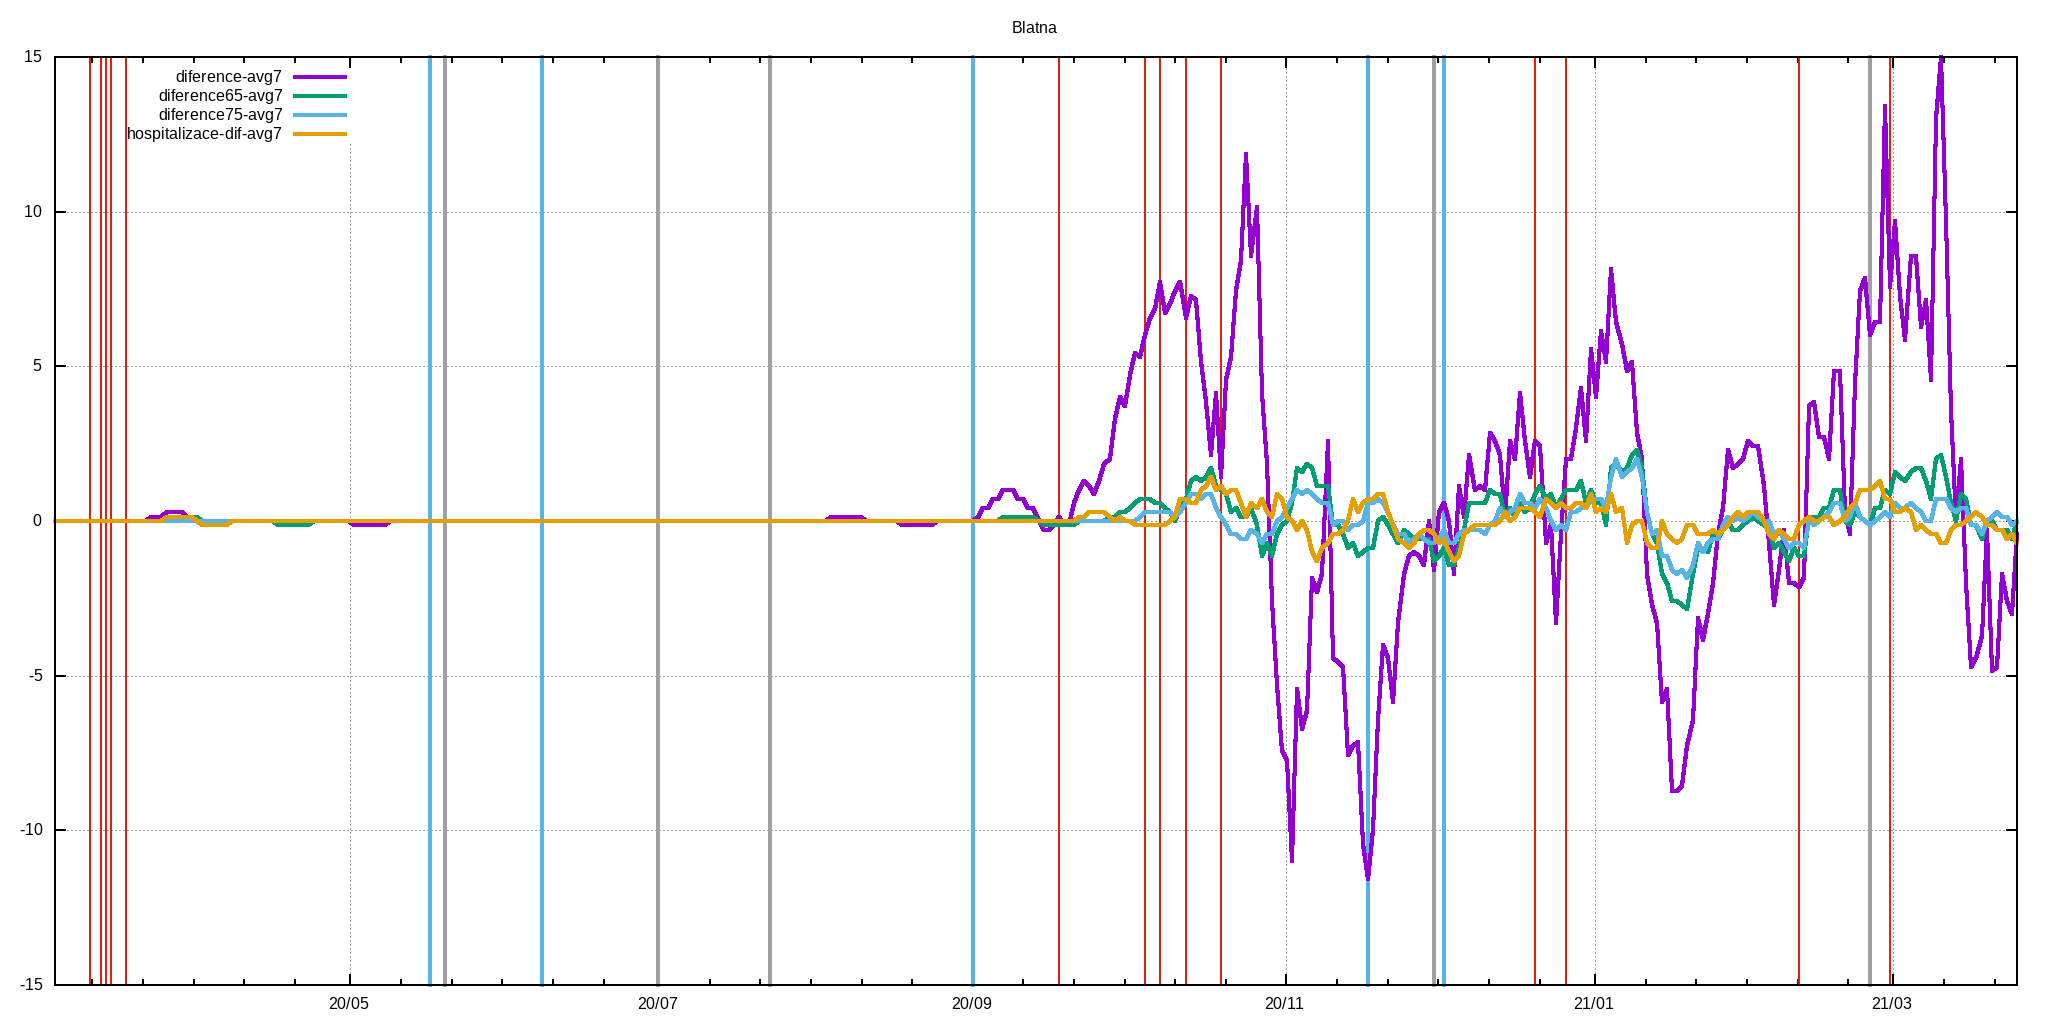 Blatna
15
10
5
0
-5
-10
-15
diference-avg7
diference65-avg7
diference75-avg7
hospitalizace-dif-avg7
20/05
20/07
20/09
20/11
21/01
21/03